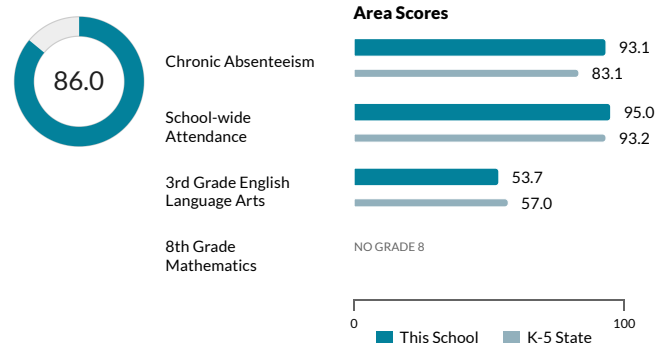 Area Scores
86.0
Chronic Absenteeism
93.1
83.1
School-wide
Attendance
95.0
93.2
3rd Grade English
Language Arts
53.7
57.0
8th Grade
Mathematics
NO GRADE 8
0
100
This School
K-5 State